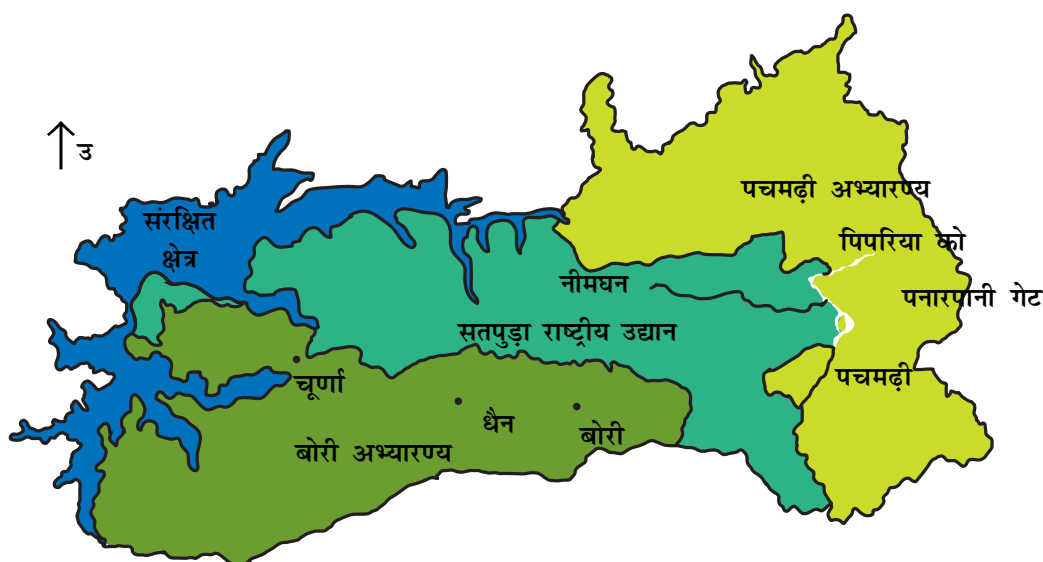 उ
पचमढ़ी अभ्यारण्य
संरक्षित
क्षेत्र
पिपरिया को
नीमघन
पनारपानी गेट
सतपुड़ा राष्ट्रीय उद्यान
चूर्णा
पचमढ़ी
धैन
बोरी
बोरी अभ्यारण्य